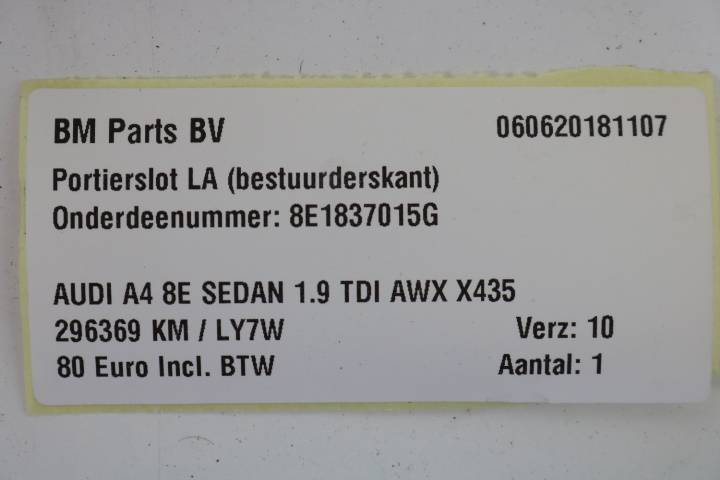 BM Parts BV 060620181107
Portierslot LA (bestuurderskant)
Onderdeenummer: 8E1837015G
AUDI A4 8E SEDAN 1.9 TDI AWX X435
296369 KM / LY7W Verz: 10
80 Euro Incl. BTW Aantal: 1